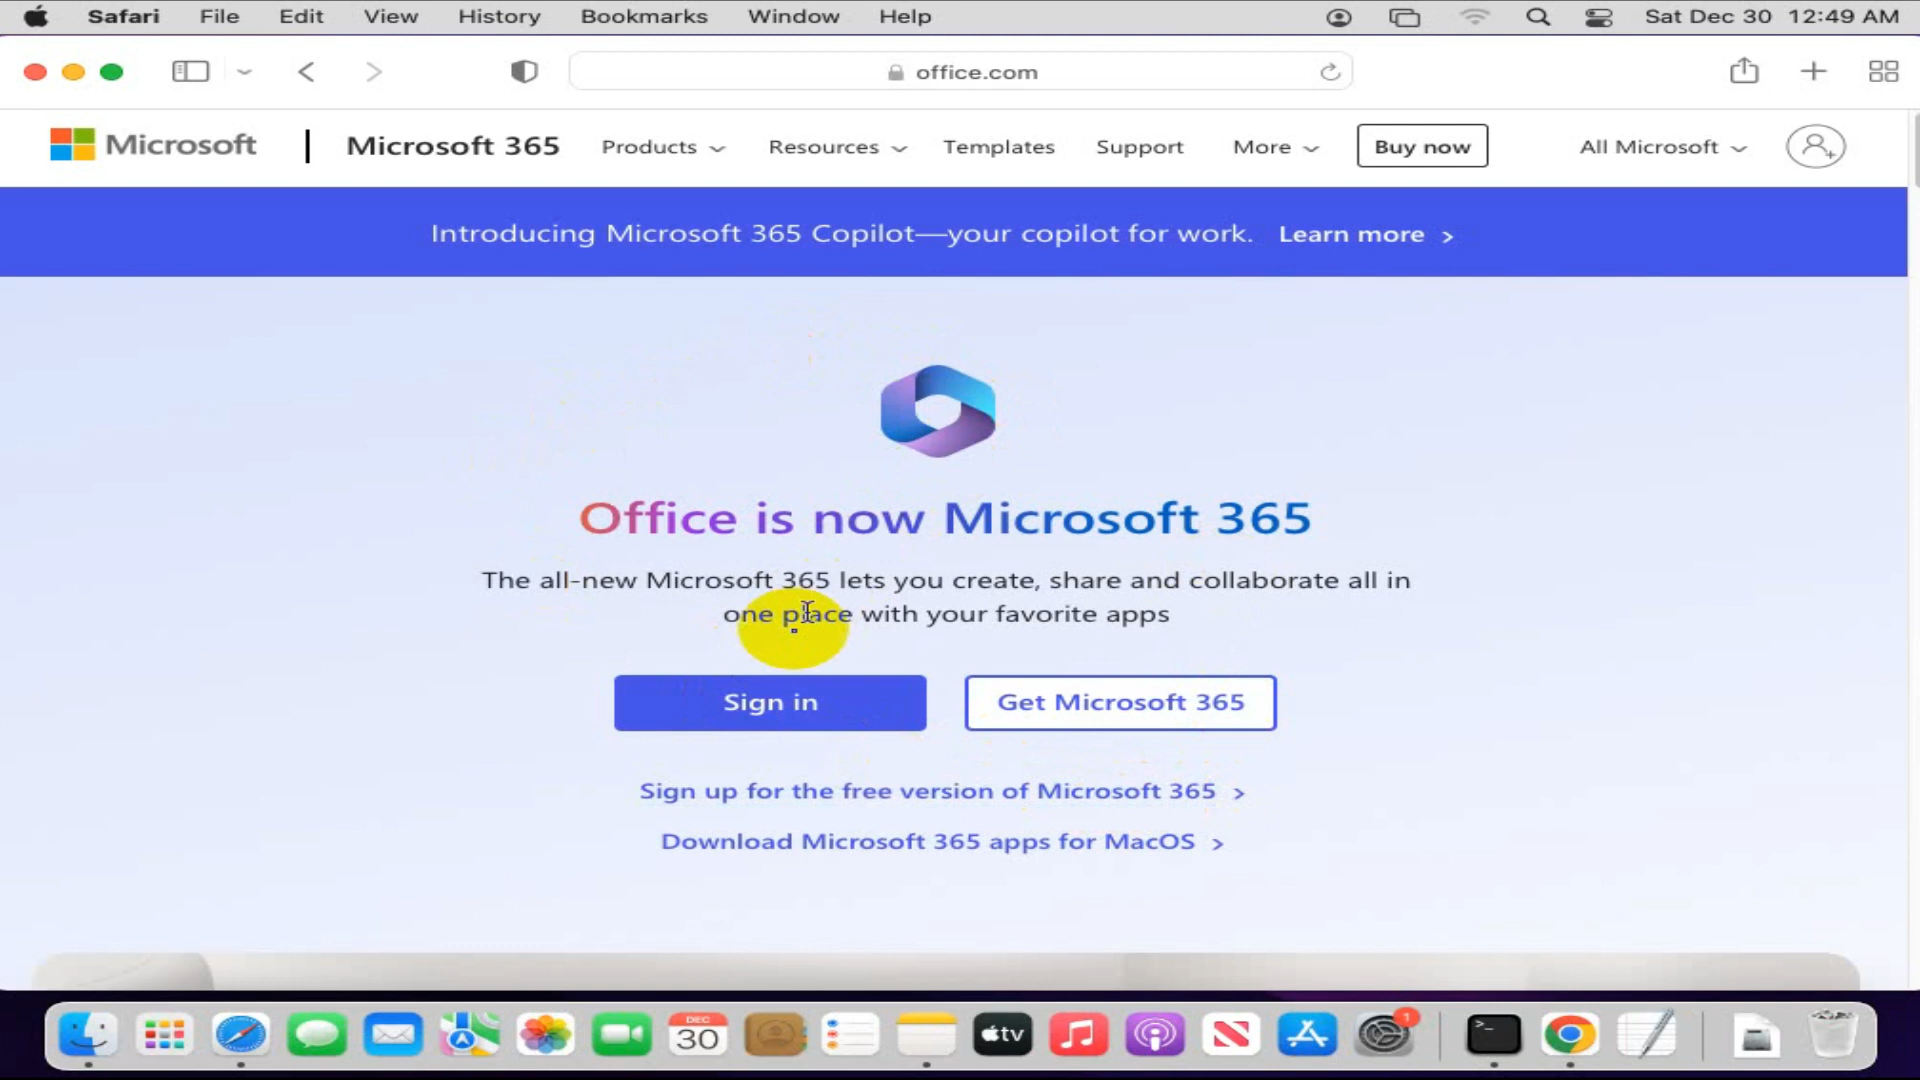 Safari File Edit View History Bookmarks Window Help Sat Dec 30 12:49 AM
office.com
Microsoft Microsoft 365 Products Resources Templates Support More Buy now All Microsoft
Introducing Microsoft 365 Copilot—your copilot for work. Learn more >
Office is now Microsoft 365
The all-new Microsoft 365 lets you create, share and collaborate all in
one place with your favorite apps
Sign in Get Microsoft 365
Sign up for the free version of Microsoft 365 >
Download Microsoft 365 apps for MacOS >
DEC 30 tv 1 >_